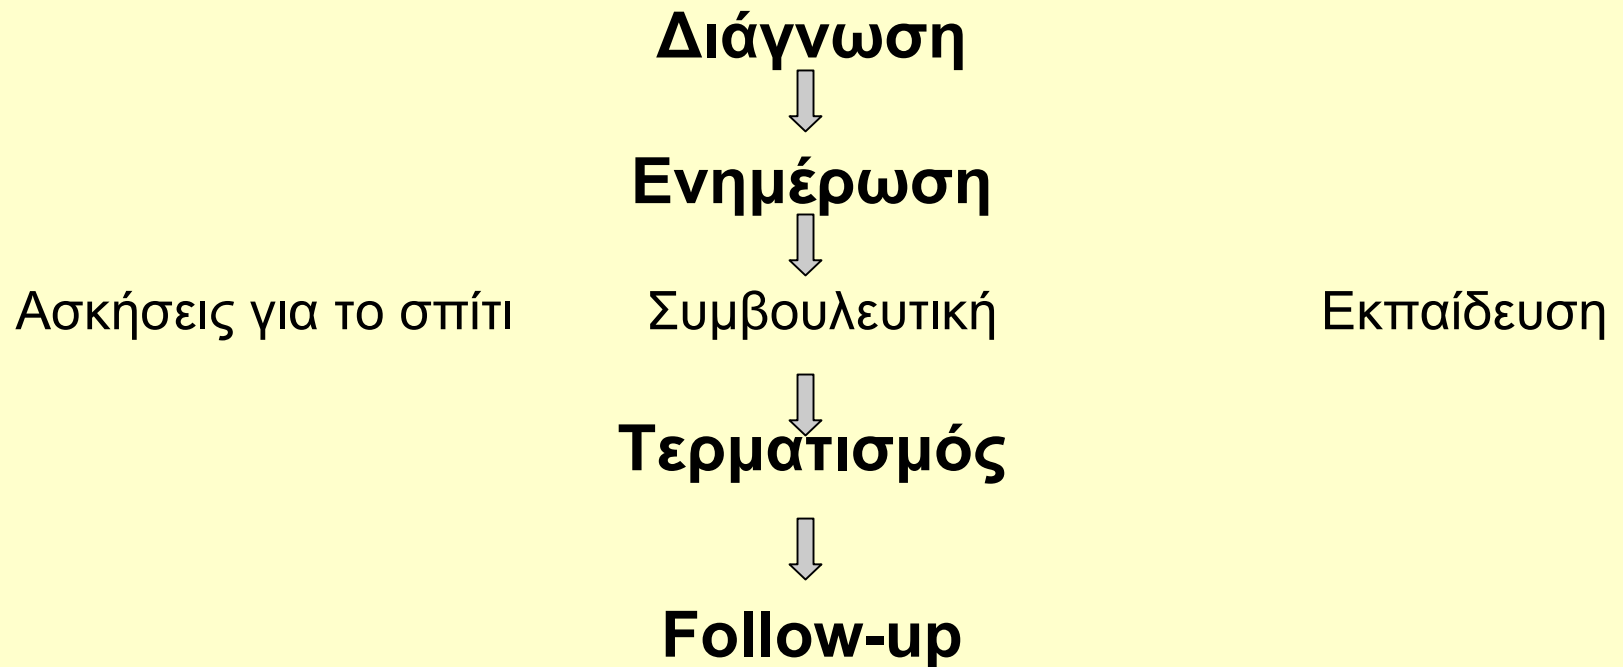 Διάγνωση
Ενημέρωση
Ασκήσεις για το σπίτι Συμβουλευτική Εκπαίδευση
Τερματισμός
Follow-up